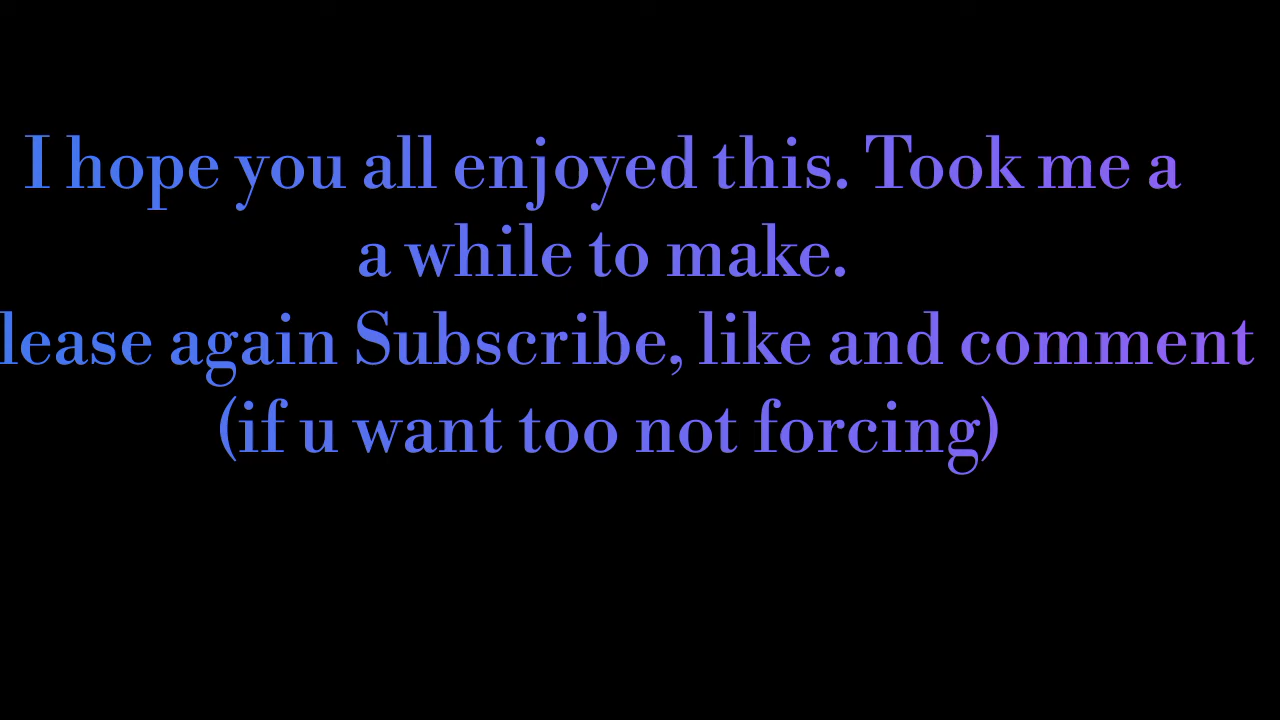 I hope you all enjoyed this. Took me a
a while to make.
lease again Subscribe, like and comment
(if u want too not forcing)